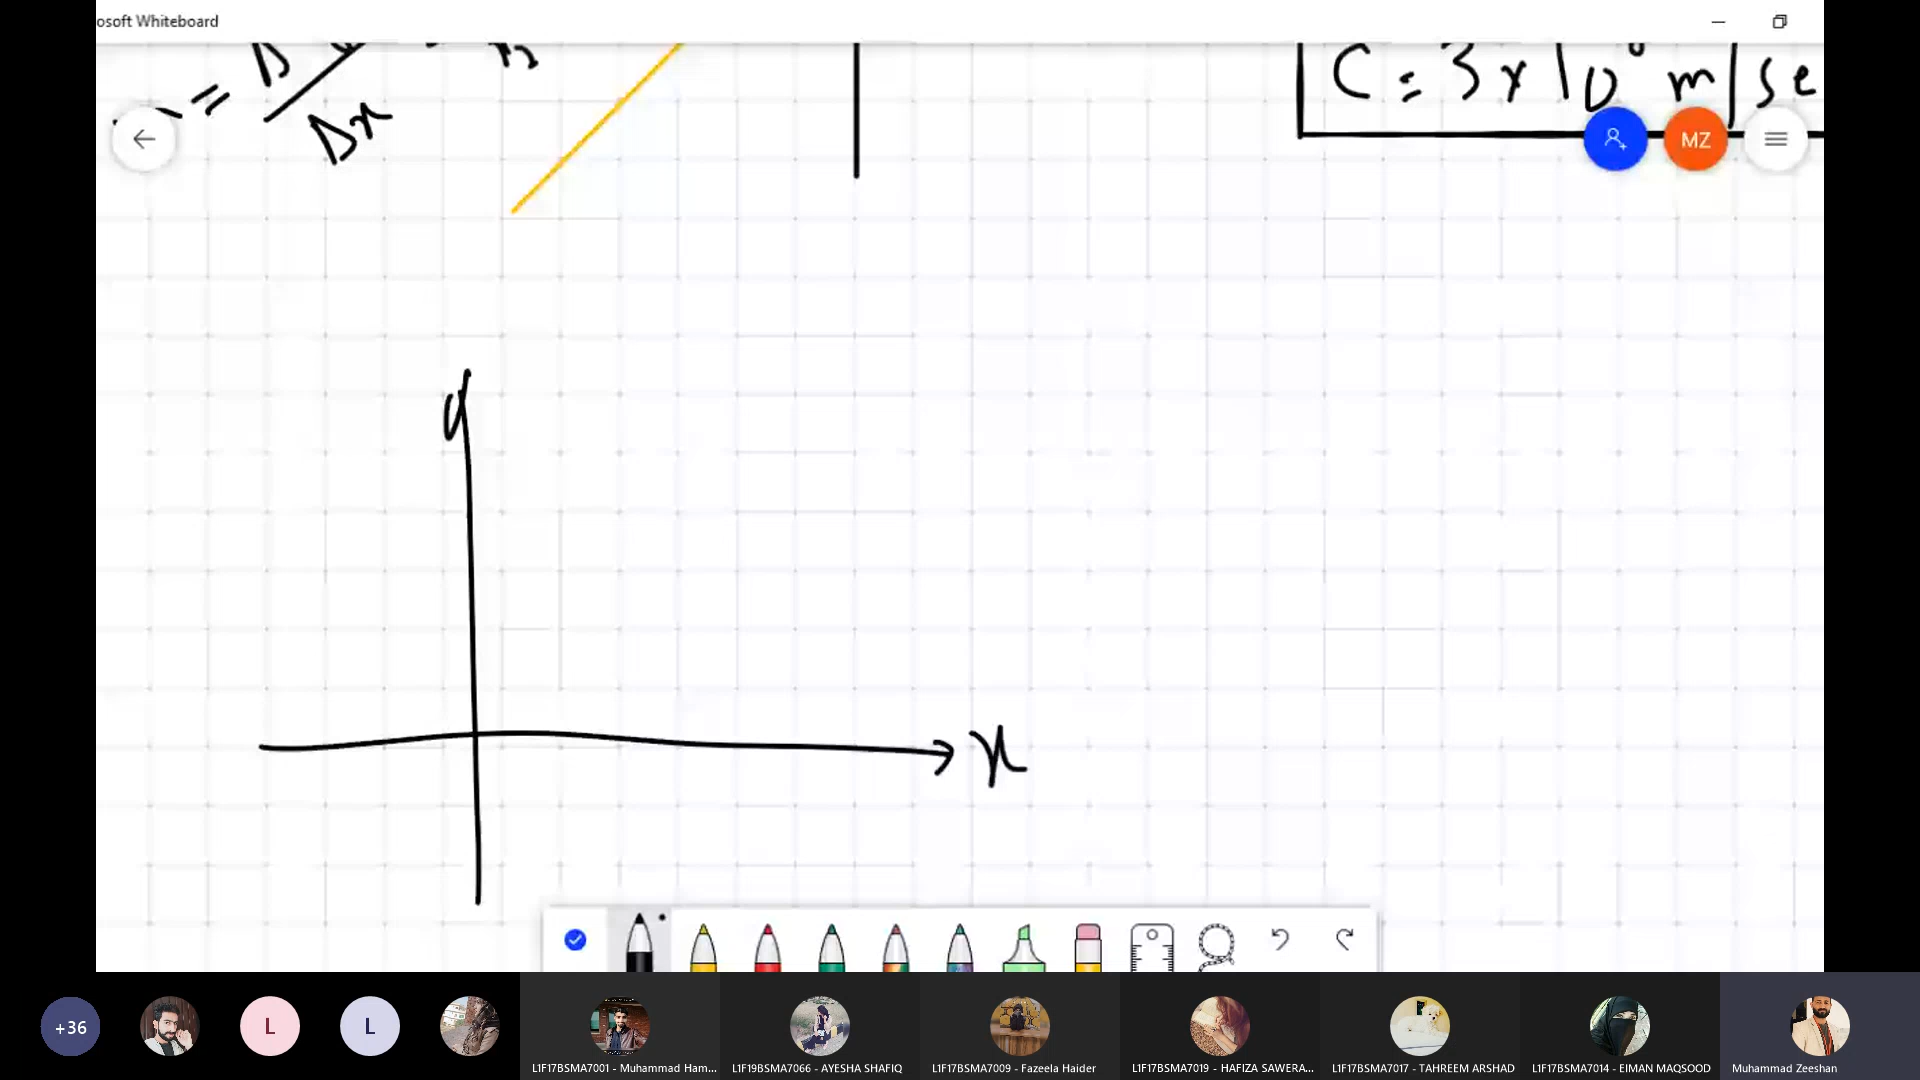 osoft Whiteboard
=
Δx
C = 3 x 10 m/se
MZ
y
x
+36
L
L
L1F17BSMA7001 - Muhammad Ham...
L1F19BSMA7066 - AYESHA SHAFIQ
L1F17BSMA7009 - Fazeela Haider
L1F17BSMA7019 - HAFIZA SAWERA...
L1F17BSMA7017 - TAHREEM ARSHAD
L1F17BSMA7014 - EIMAN MAQSOOD
Muhammad Zeeshan